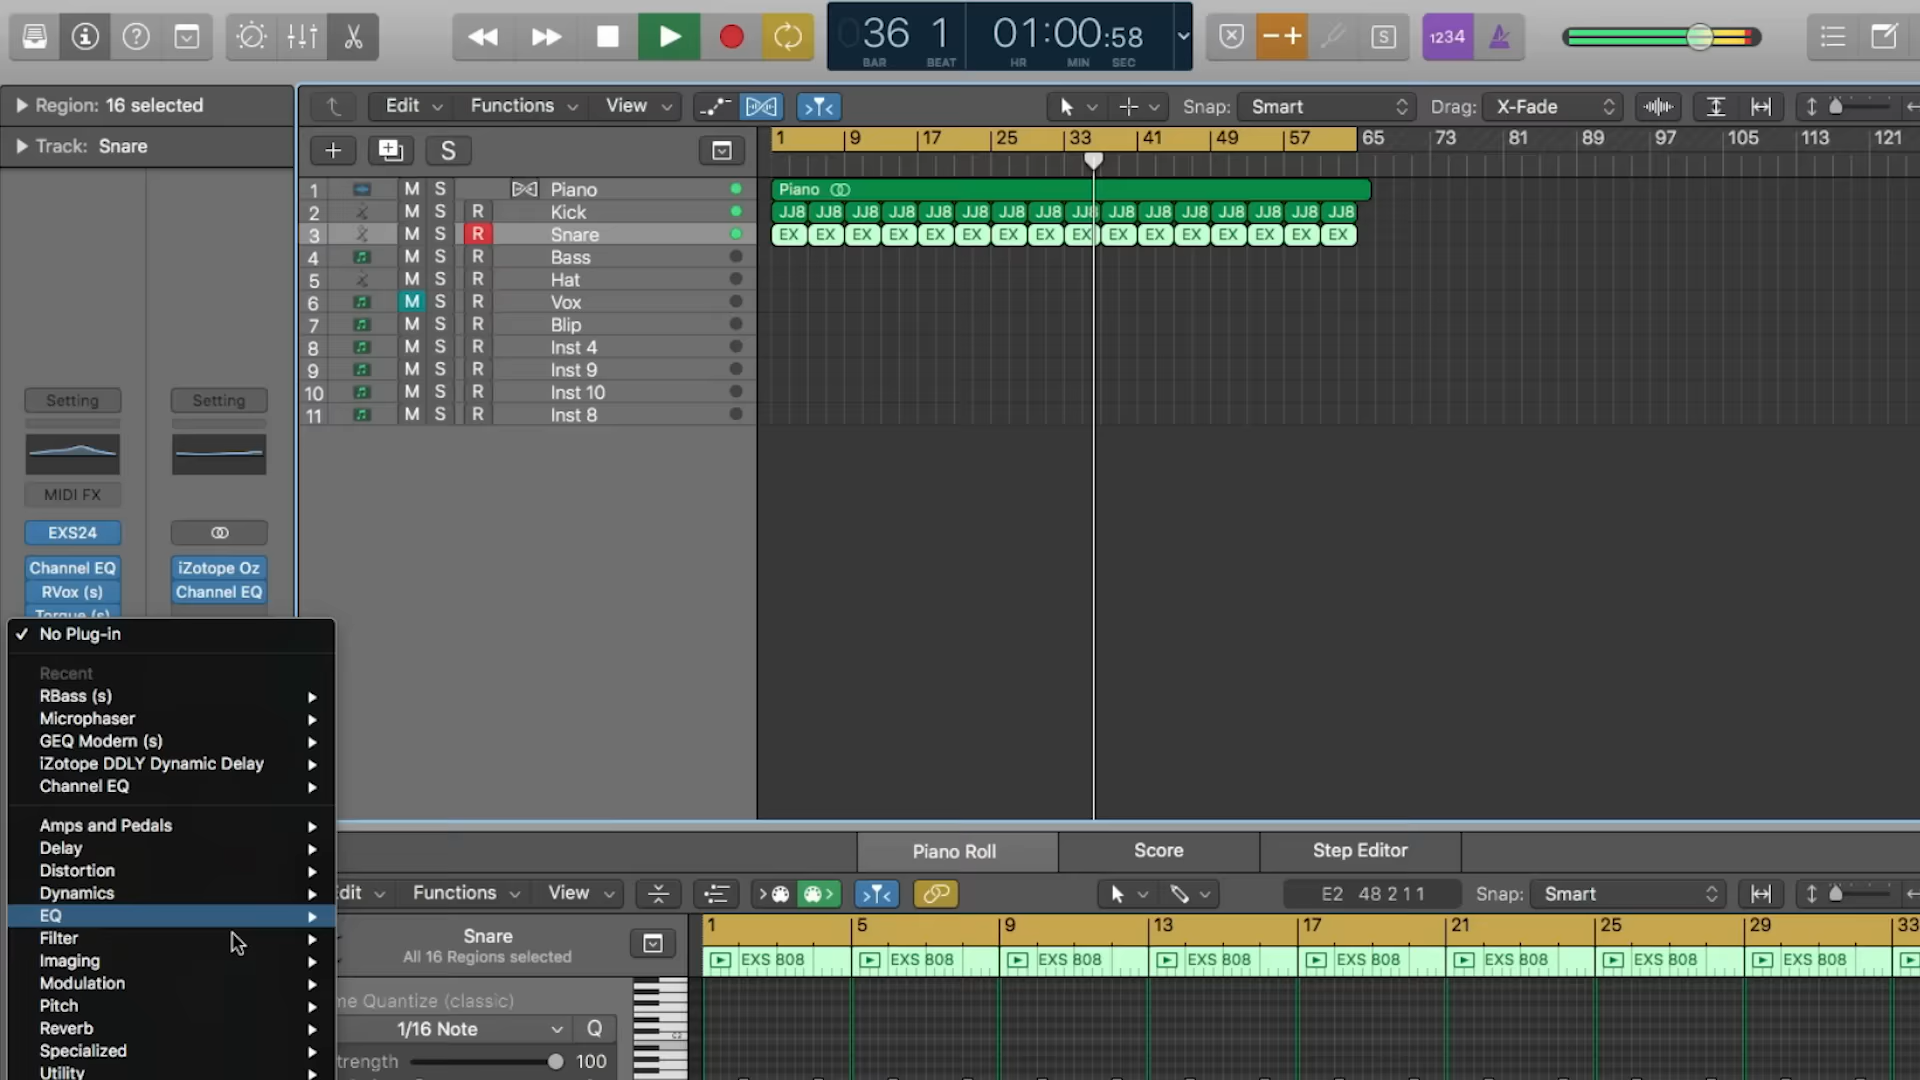 36 1 01:00:58
BAR BEAT HR MIN SEC
S 1234
Region: 16 selected
Edit Functions View Snap: Smart Drag: X-Fade
Track: Snare
S
1 9 17 25 33 41 49 57 65 73 81 89 97 105 113 121
1 M S Piano Piano
2 M S R Kick JJ8 JJ8 JJ8 JJ8 JJ8 JJ8 JJ8 JJ8 JJ8 JJ8 JJ8 JJ8 JJ8 JJ8 JJ8 JJ8
3 M S R Snare EX EX EX EX EX EX EX EX EX EX EX EX EX EX EX EX
4 M S R Bass
5 M S R Hat
6 M S R Vox
7 M S R Blip
8 M S R Inst 4
9 M S R Inst 9
10 M S R Inst 10
11 M S R Inst 8
Setting Setting
MIDI FX
EXS24
Channel EQ iZotope Oz
RVox (s) Channel EQ
Torque (s)
No Plug-in
Recent
RBass (s)
Microphaser
GEQ Modern (s)
iZotope DDLY Dynamic Delay
Channel EQ
Amps and Pedals
Delay
Distortion
Dynamics
EQ
Filter
Imaging
Modulation
Pitch
Reverb
Specialized
Utility
Piano Roll Score Step Editor
dit Functions View E2 48 2 1 1 Snap: Smart
1 5 9 13 17 21 25 29 33
Snare
All 16 Regions selected
EXS 808 EXS 808 EXS 808 EXS 808 EXS 808 EXS 808 EXS 808 EXS 808
me Quantize (classic)
1/16 Note Q
C2
trength 100